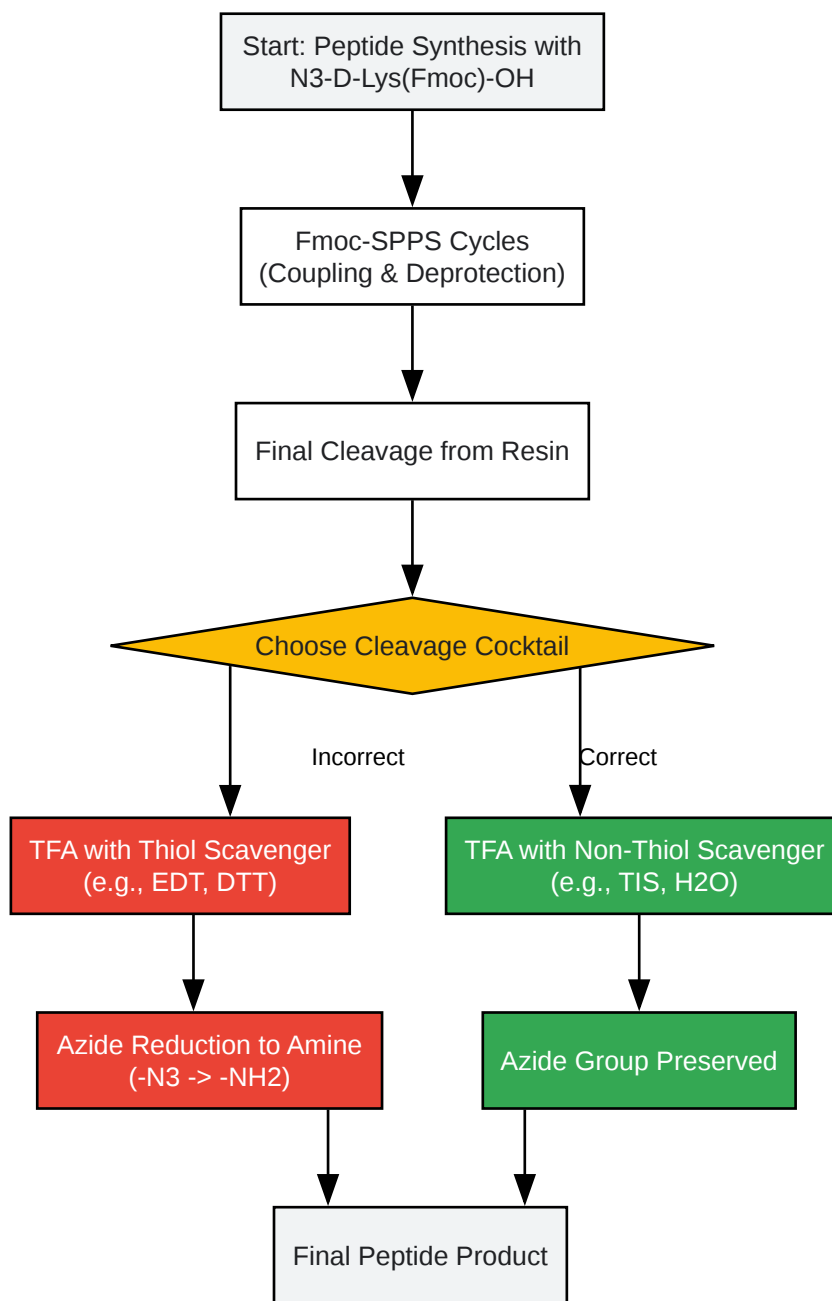 Start: Peptide Synthesis with
N3-D-Lys(Fmoc)-OH
Fmoc-SPPS Cycles
(Coupling & Deprotection)
Final Cleavage from Resin
Choose Cleavage Cocktail
Incorrect
Correct
TFA with Thiol Scavenger
(e.g., EDT, DTT)
TFA with Non-Thiol Scavenger
(e.g., TIS, H2O)
Azide Reduction to Amine
(-N3 -> -NH2)
Azide Group Preserved
Final Peptide Product